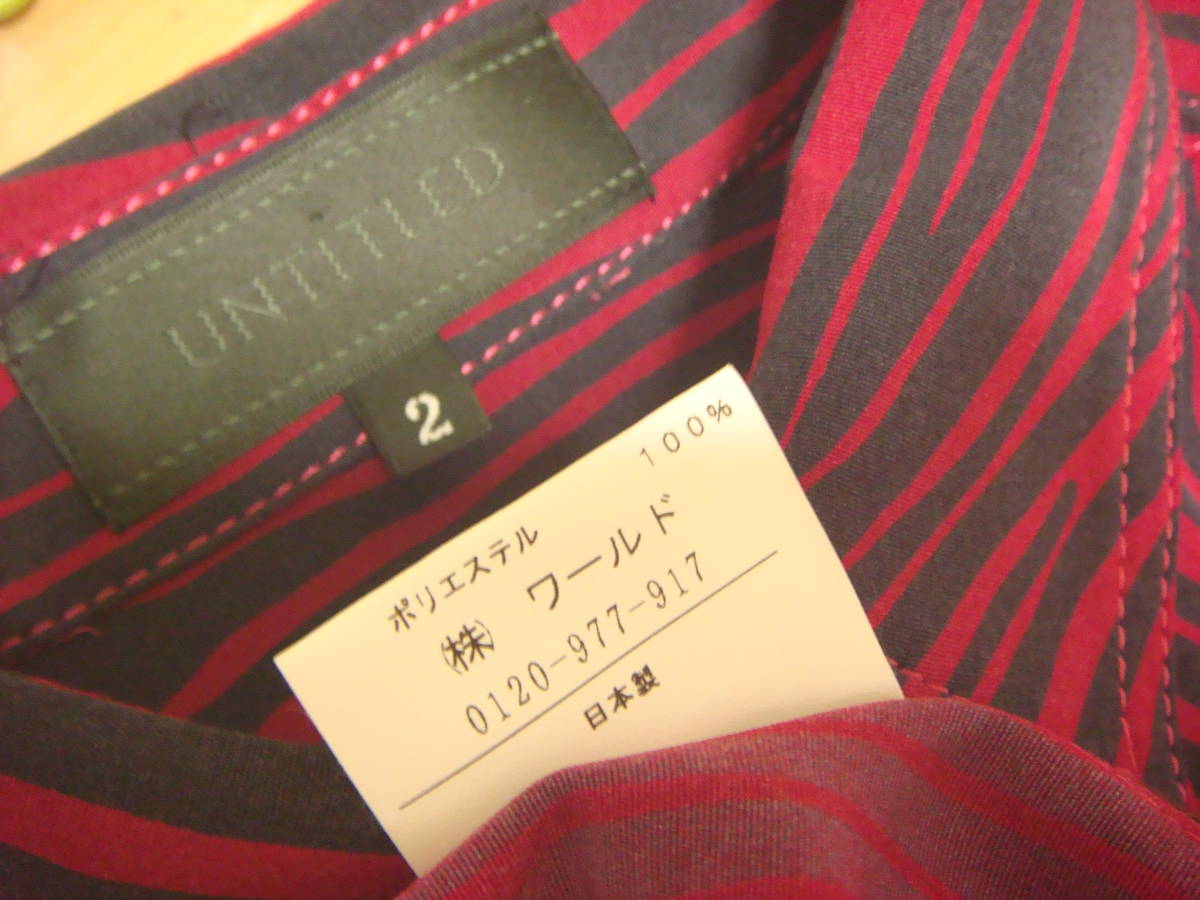 UNTITLED
2
ポリエステル 100%
(株) ワールド
0120-977-917
日本製